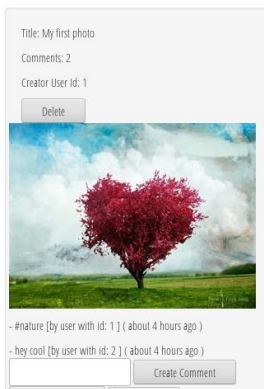 Title: My first photo
Comments: 2
Creator User Id: 1
Delete
- #nature [by user with id: 1 ] ( about 4 hours ago )
- hey cool [by user with id: 2 ] ( about 4 hours ago )
Create Comment